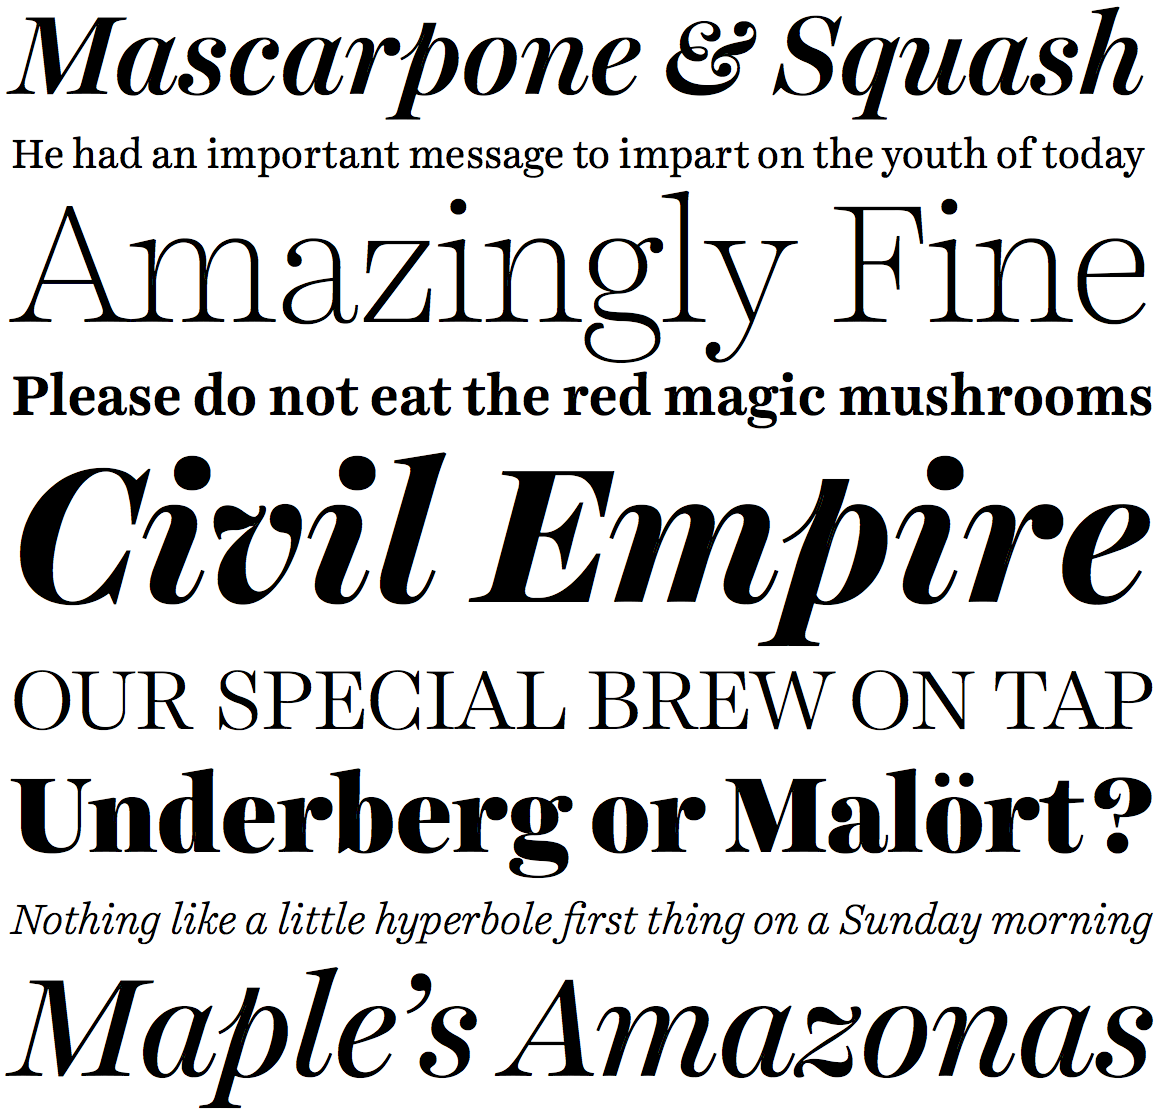 Mascarpone & Squash
He had an important message to impart on the youth of today
Amazingly Fine
Please do not eat the red magic mushrooms
Civil Empire
OUR SPECIAL BREW ON TAP
Underberg or Malört?
Nothing like a little hyperbole first thing on a Sunday morning
Maple’s Amazonas